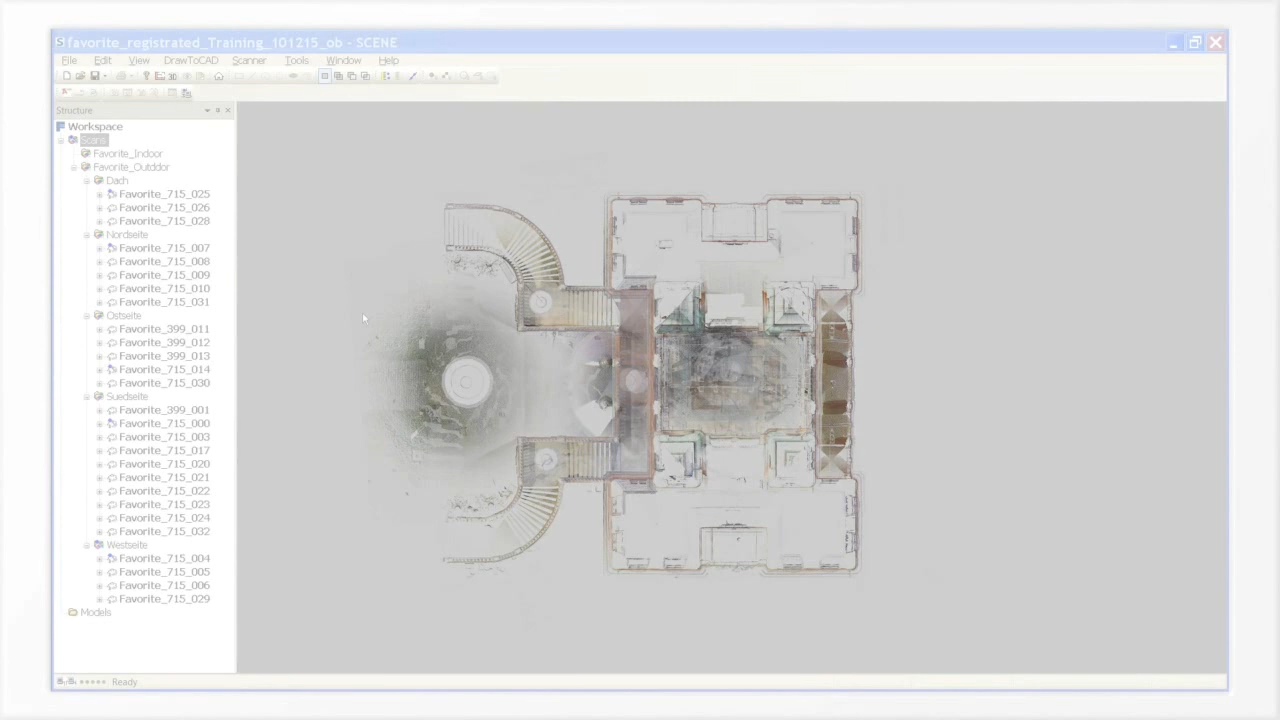 favorite_registrated_Training_101215_ob - SCENE
File Edit View DrawToCAD Scanner Tools Window Help
Structure
Workspace
Scans
Favorite_Indoor
Favorite_Outddor
Dach
Favorite_715_025
Favorite_715_026
Favorite_715_028
Nordseite
Favorite_715_007
Favorite_715_008
Favorite_715_009
Favorite_715_010
Favorite_715_031
Ostseite
Favorite_399_011
Favorite_399_012
Favorite_399_013
Favorite_715_014
Favorite_715_030
Suedseite
Favorite_399_001
Favorite_715_000
Favorite_715_003
Favorite_715_017
Favorite_715_020
Favorite_715_021
Favorite_715_022
Favorite_715_023
Favorite_715_024
Favorite_715_032
Westseite
Favorite_715_004
Favorite_715_005
Favorite_715_006
Favorite_715_029
Models
Ready